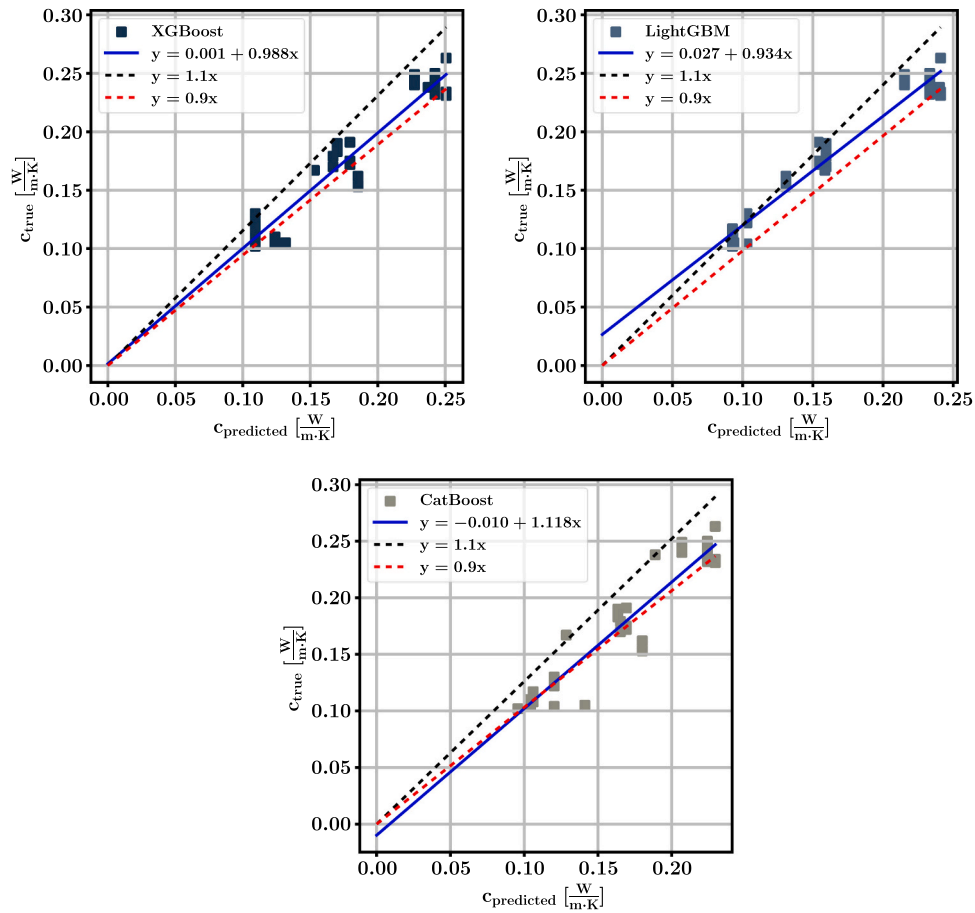 XGBoost
y = 0.001 + 0.988x
y = 1.1x
y = 0.9x
0.30
0.25
0.20
0.15
0.10
0.05
0.00
c_true [W/m·K]
0.00 0.05 0.10 0.15 0.20 0.25
c_predicted [W/m·K]
LightGBM
y = 0.027 + 0.934x
y = 1.1x
y = 0.9x
0.30
0.25
0.20
0.15
0.10
0.05
0.00
c_true [W/m·K]
0.00 0.05 0.10 0.15 0.20 0.25
c_predicted [W/m·K]
CatBoost
y = −0.010 + 1.118x
y = 1.1x
y = 0.9x
0.30
0.25
0.20
0.15
0.10
0.05
0.00
c_true [W/m·K]
0.00 0.05 0.10 0.15 0.20
c_predicted [W/m·K]